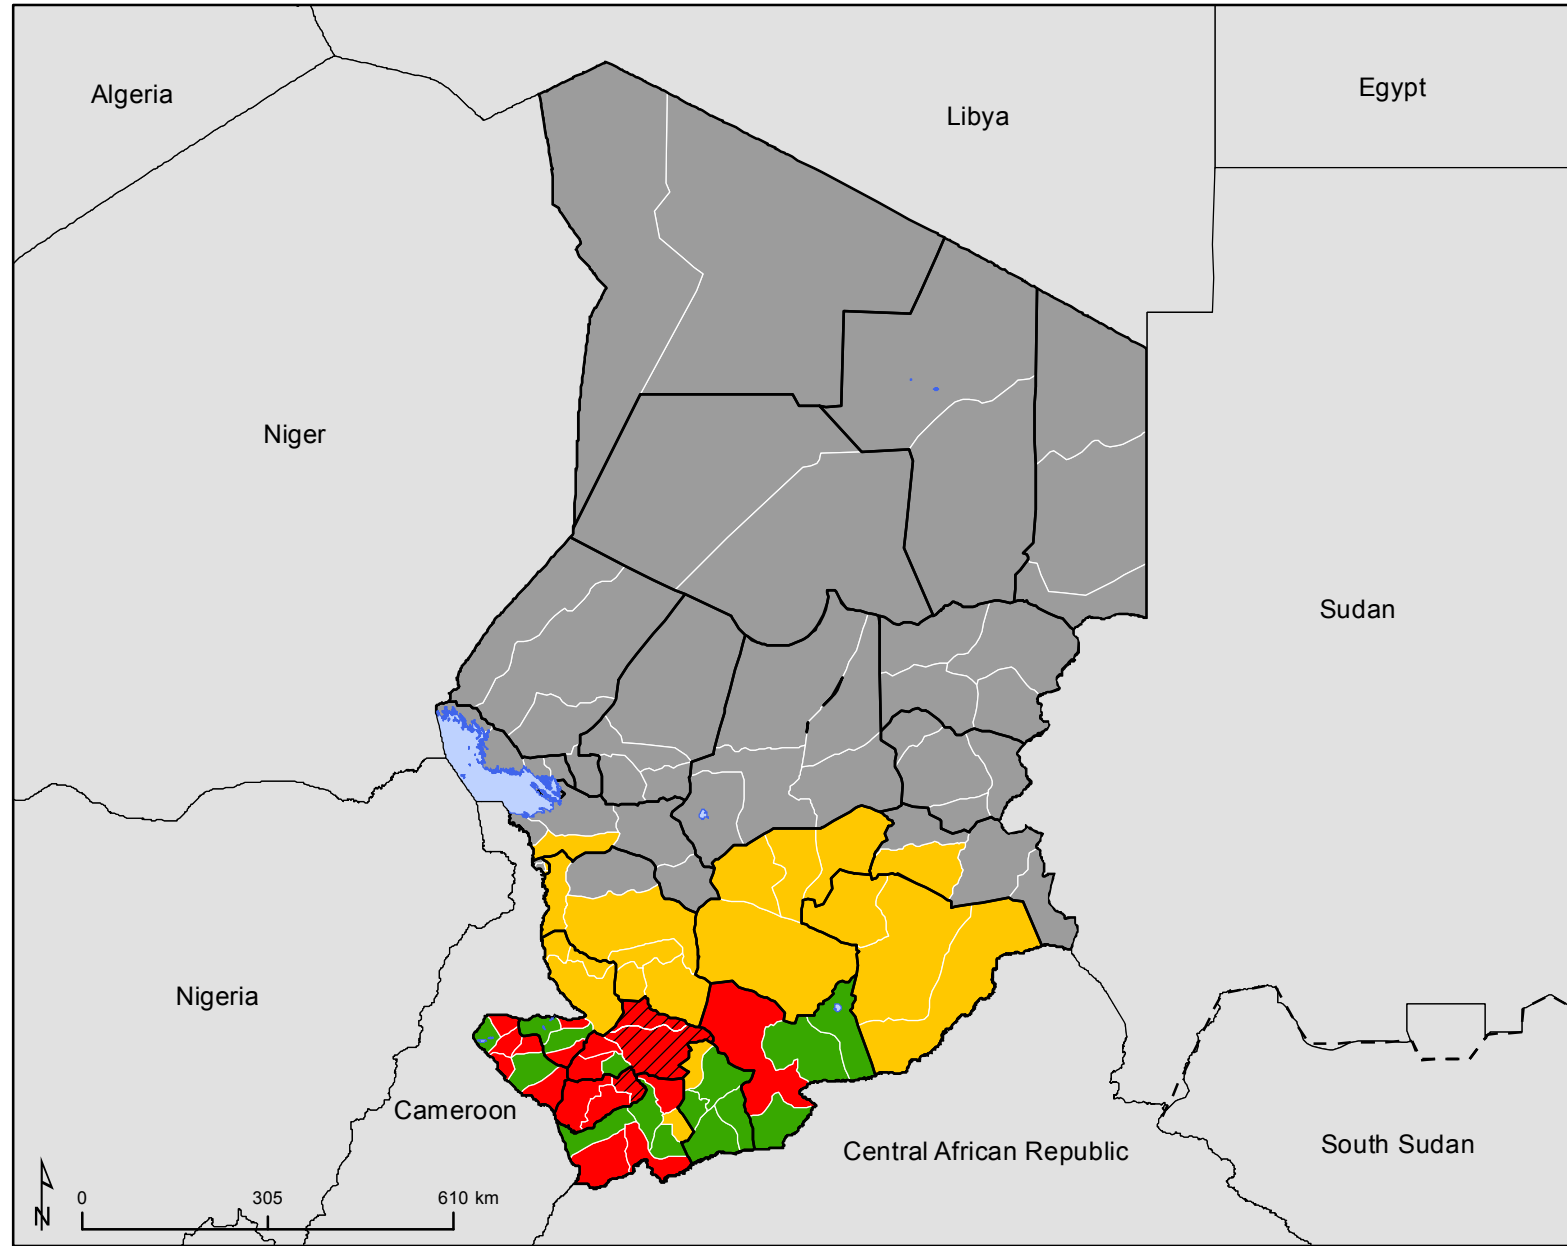 Algeria
Egypt
Libya
Niger
Sudan
Nigeria
Cameroon
Central African Republic
South Sudan
N
0 305 610 km